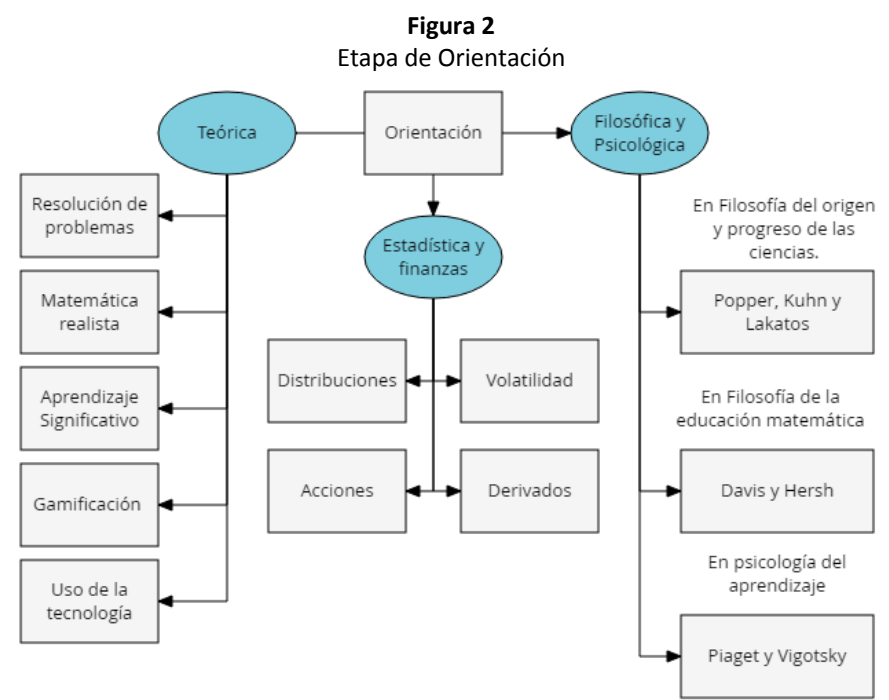 Figura 2
Etapa de Orientación
Teórica
Orientación
Filosófica y
Psicológica
Resolución de
problemas
Matemática
realista
Aprendizaje
Significativo
Gamificación
Uso de la
tecnología
Estadística y
finanzas
Distribuciones
Volatilidad
Acciones
Derivados
En Filosofía del origen
y progreso de las
ciencias.
Popper, Kuhn y
Lakatos
En Filosofía de la
educación matemática
Davis y Hersh
En psicología del
aprendizaje
Piaget y Vigotsky